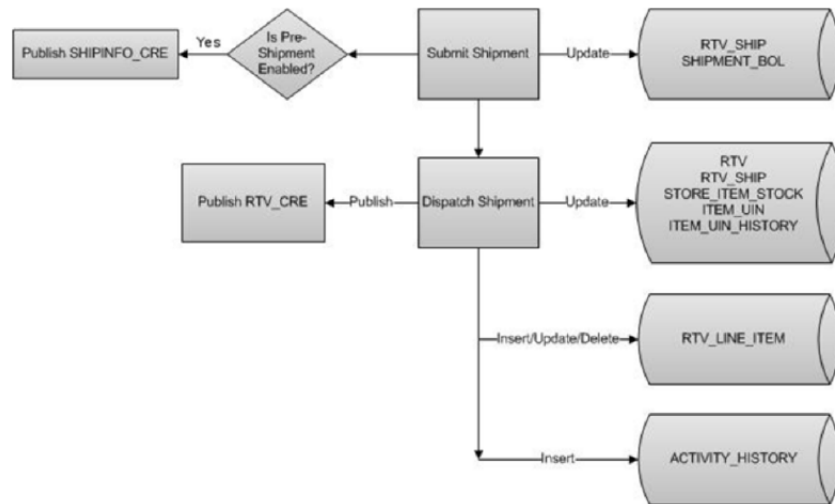 Publish SHIPINFO_CRE
Yes
Is Pre-
Shipment
Enabled?
Submit Shipment
Update
RTV_SHIP
SHIPMENT_BOL
Publish RTV_CRE
Publish
Dispatch Shipment
Update
RTV
RTV_SHIP
STORE_ITEM_STOCK
ITEM_UIN
ITEM_UIN_HISTORY
Insert/Update/Delete
RTV_LINE_ITEM
Insert
ACTIVITY_HISTORY